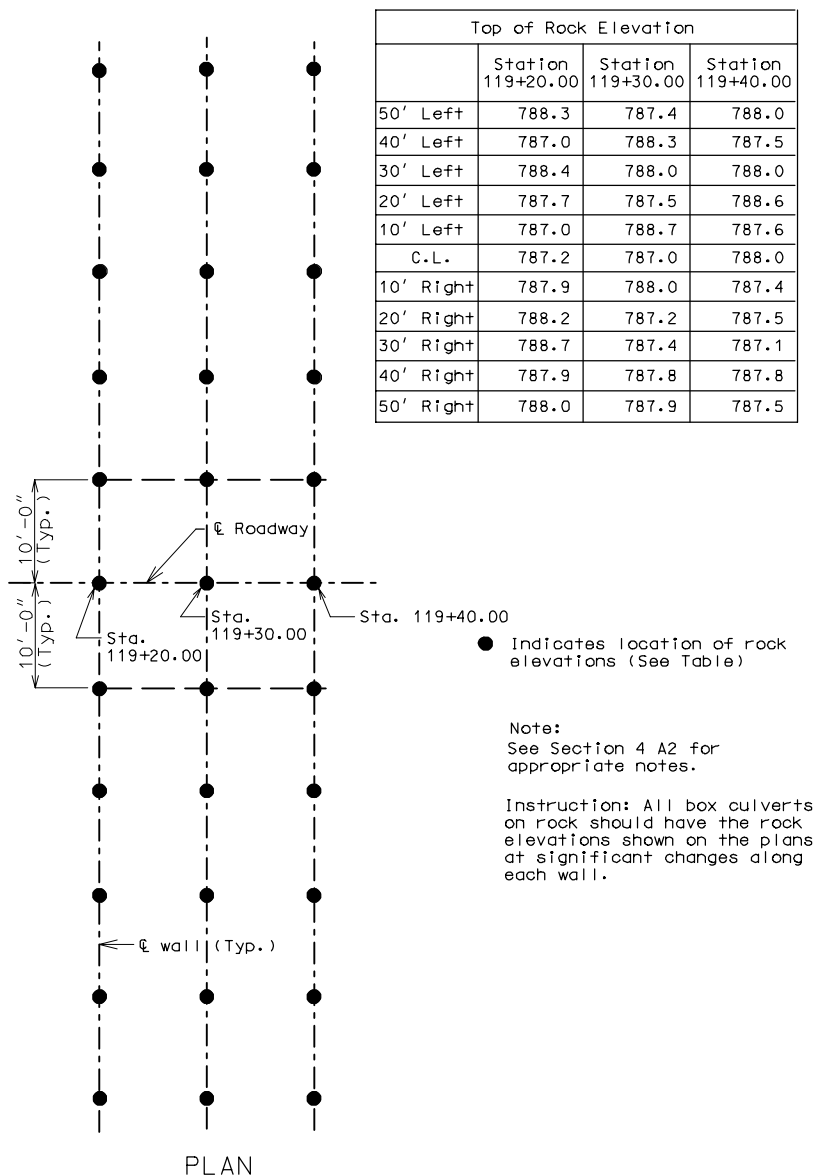 Top of Rock Elevation
Station 119+20.00 Station 119+30.00 Station 119+40.00
50' Left 788.3 787.4 788.0
40' Left 787.0 788.3 787.5
30' Left 788.4 788.0 788.0
20' Left 787.7 787.5 788.6
10' Left 787.0 788.7 787.6
C.L. 787.2 787.0 788.0
10' Right 787.9 788.0 787.4
20' Right 788.2 787.2 787.5
30' Right 788.7 787.4 787.1
40' Right 787.9 787.8 787.8
50' Right 788.0 787.9 787.5
10'-0"
(Typ.)
℄ Roadway
10'-0"
(Typ.)
Sta.
119+20.00
Sta.
119+30.00
Sta. 119+40.00
Indicates location of rock
elevations (See Table)
Note:
See Section 4 A2 for
appropriate notes.
Instruction: All box culverts
on rock should have the rock
elevations shown on the plans
at significant changes along
each wall.
℄ wall (Typ.)
PLAN